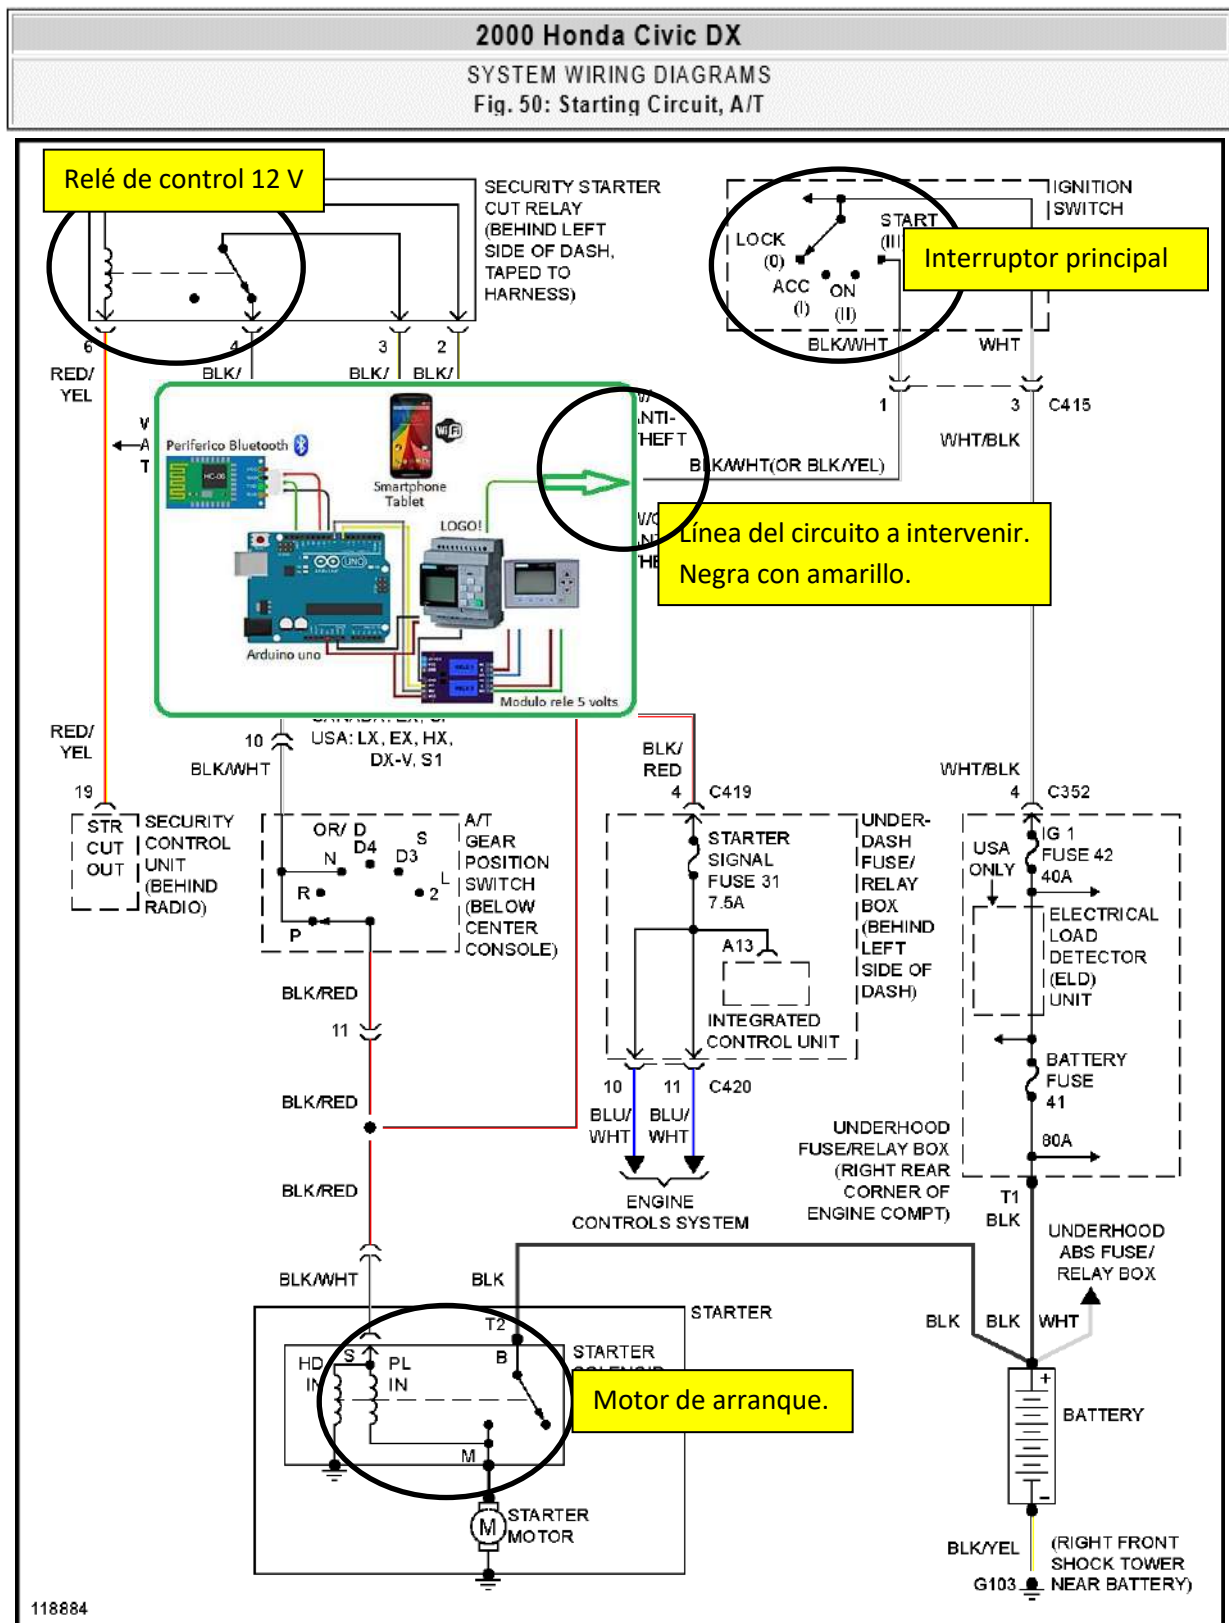 2000 Honda Civic DX
SYSTEM WIRING DIAGRAMS
Fig. 50: Starting Circuit, A/T
Relé de control 12 V
SECURITY STARTER
CUT RELAY
(BEHIND LEFT
SIDE OF DASH,
TAPED TO
HARNESS)
IGNITION
SWITCH
START
(III)
LOCK
(0)
ACC
(I)
ON
(II)
Interruptor principal
6
4
3
2
RED/
YEL
BLK/
BLK/
BLK/
BLK/WHT
WHT
1
3
C415
WHT/BLK
W/
ANTI-
THEFT
BLK/WHT(OR BLK/YEL)
Periferico Bluetooth
HC-06
WiFi
Smartphone
Tablet
LOGO!
UNO
Arduino uno
Modulo rele 5 volts
Línea del circuito a intervenir.
Negra con amarillo.
RED/
YEL
10
USA: LX, EX, HX,
DX-V, S1
BLK/WHT
BLK/
RED
4
C419
WHT/BLK
4
C352
19
STR
CUT
OUT
SECURITY
CONTROL
UNIT
(BEHIND
RADIO)
OR/ D
D4
S
N
D3
R
2
L
P
A/T
GEAR
POSITION
SWITCH
(BELOW
CENTER
CONSOLE)
STARTER
SIGNAL
FUSE 31
7.5A
A13
INTEGRATED
CONTROL UNIT
UNDER-
DASH
FUSE/
RELAY
BOX
(BEHIND
LEFT
SIDE OF
DASH)
USA
ONLY
IG 1
FUSE 42
40A
ELECTRICAL
LOAD
DETECTOR
(ELD)
UNIT
BATTERY
FUSE
41
80A
BLK/RED
11
BLK/RED
BLK/RED
10
11
C420
BLU/
WHT
BLU/
WHT
ENGINE
CONTROLS SYSTEM
UNDERHOOD
FUSE/RELAY BOX
(RIGHT REAR
CORNER OF
ENGINE COMPT)
T1
BLK
UNDERHOOD
ABS FUSE/
RELAY BOX
BLK/WHT
BLK
T2
STARTER
BLK
BLK
WHT
HD
IN
S
PL
IN
B
M
STARTER
Motor de arranque.
M
STARTER
MOTOR
+
BATTERY
−
BLK/YEL
G103
(RIGHT FRONT
SHOCK TOWER
NEAR BATTERY)
118884